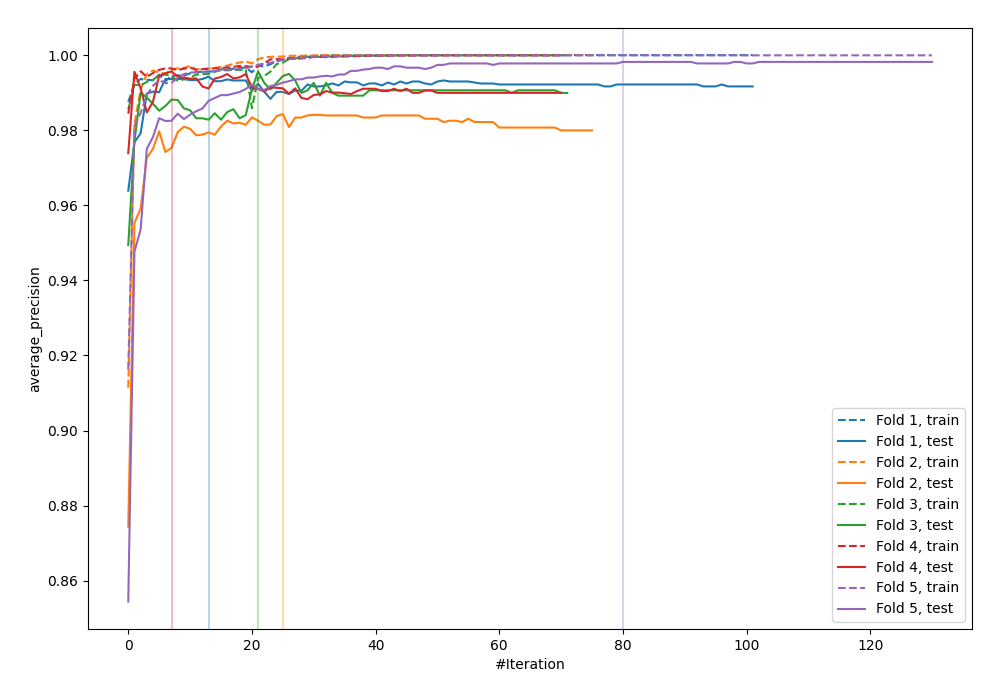 1.00
0.98
0.96
0.94
0.92
0.90
0.88
0.86
average_precision
0
20
40
60
80
100
120
#Iteration
Fold 1, train
Fold 1, test
Fold 2, train
Fold 2, test
Fold 3, train
Fold 3, test
Fold 4, train
Fold 4, test
Fold 5, train
Fold 5, test